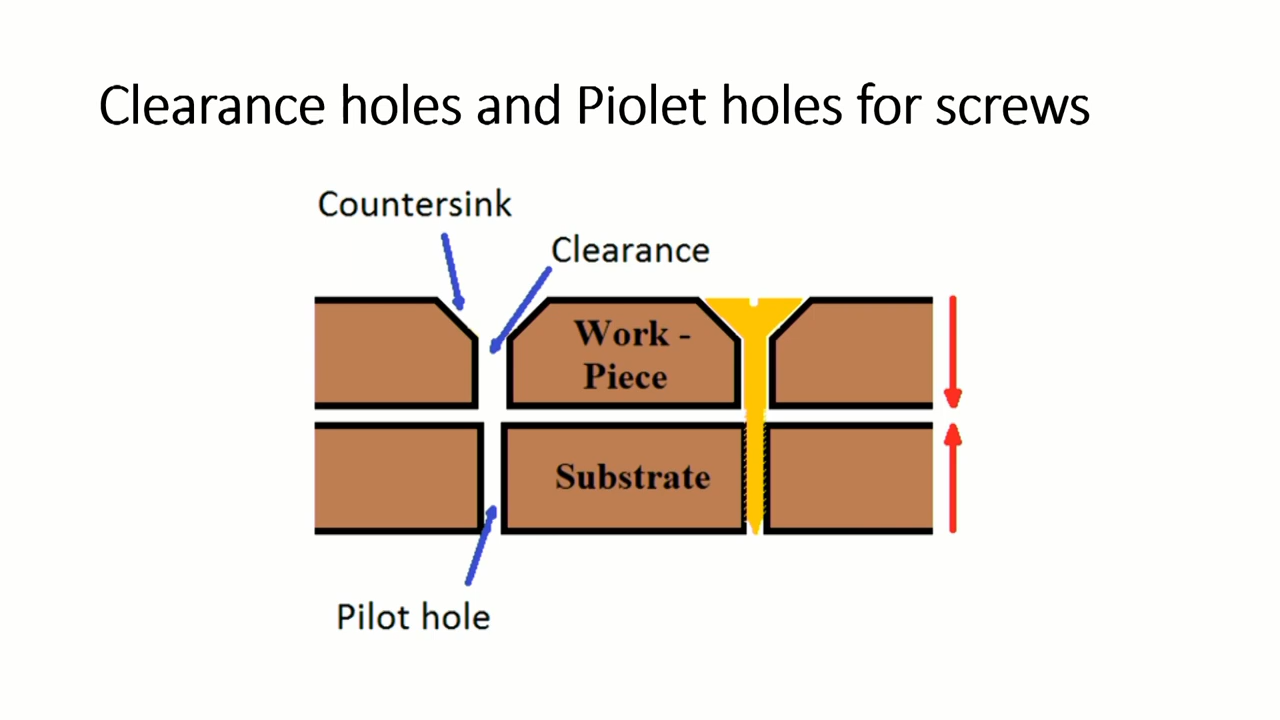 Clearance holes and Piolet holes for screws
Countersink
Clearance
Work -
Piece
Substrate
Pilot hole